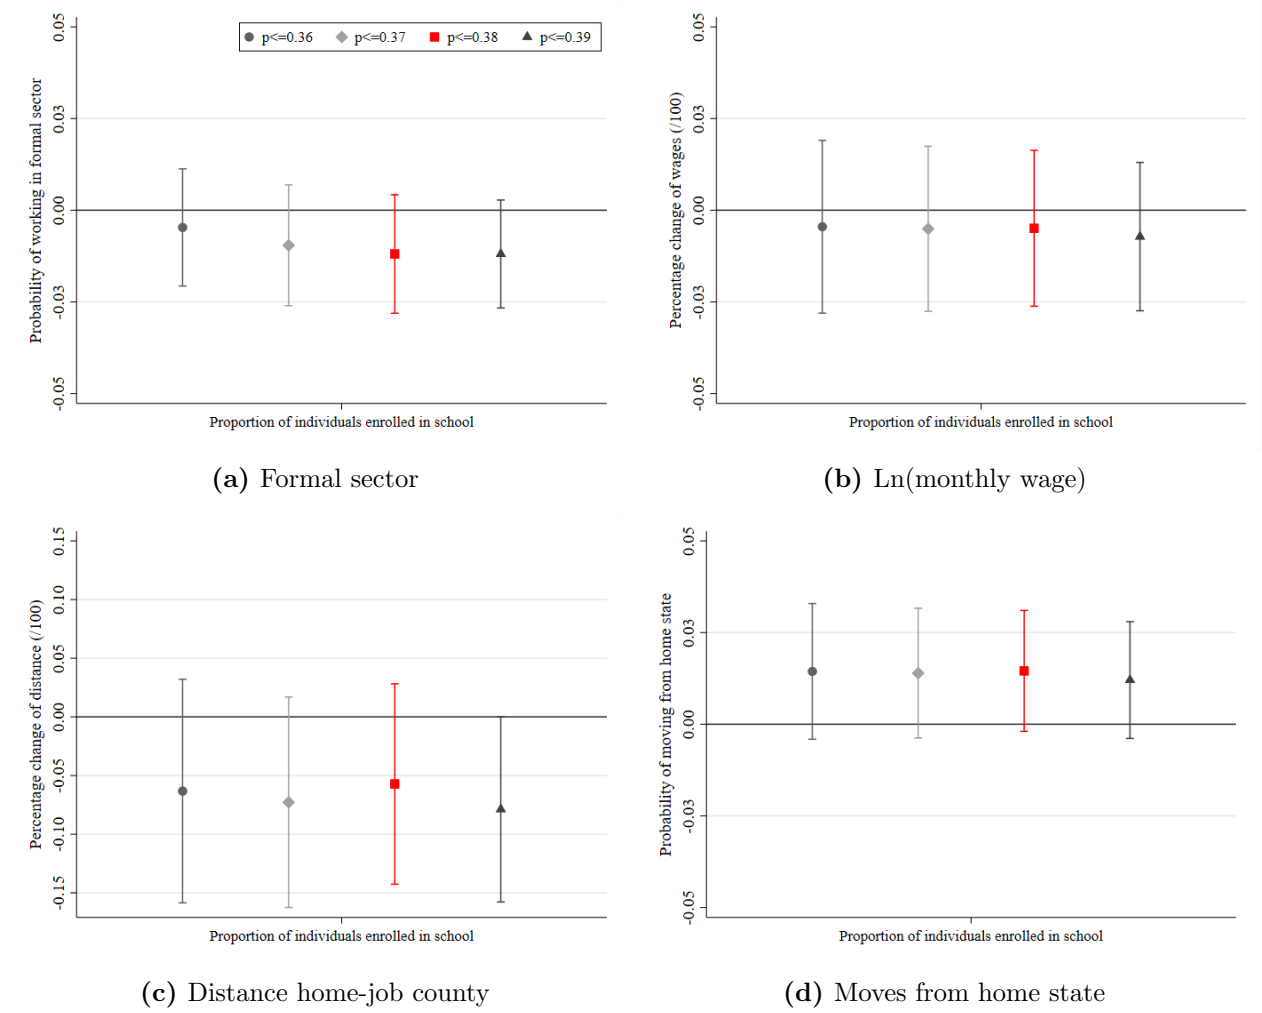 p<=0.36 p<=0.37 p<=0.38 p<=0.39
Probability of working in formal sector
0.05
0.03
0.00
-0.03
-0.05
Proportion of individuals enrolled in school
(a) Formal sector
Percentage change of wages (/100)
0.05
0.03
0.00
-0.03
-0.05
Proportion of individuals enrolled in school
(b) Ln(monthly wage)
Percentage change of distance (/100)
0.15
0.10
0.05
0.00
-0.05
-0.10
-0.15
Proportion of individuals enrolled in school
(c) Distance home-job county
Probability of moving from home state
0.05
0.03
0.00
-0.03
-0.05
Proportion of individuals enrolled in school
(d) Moves from home state